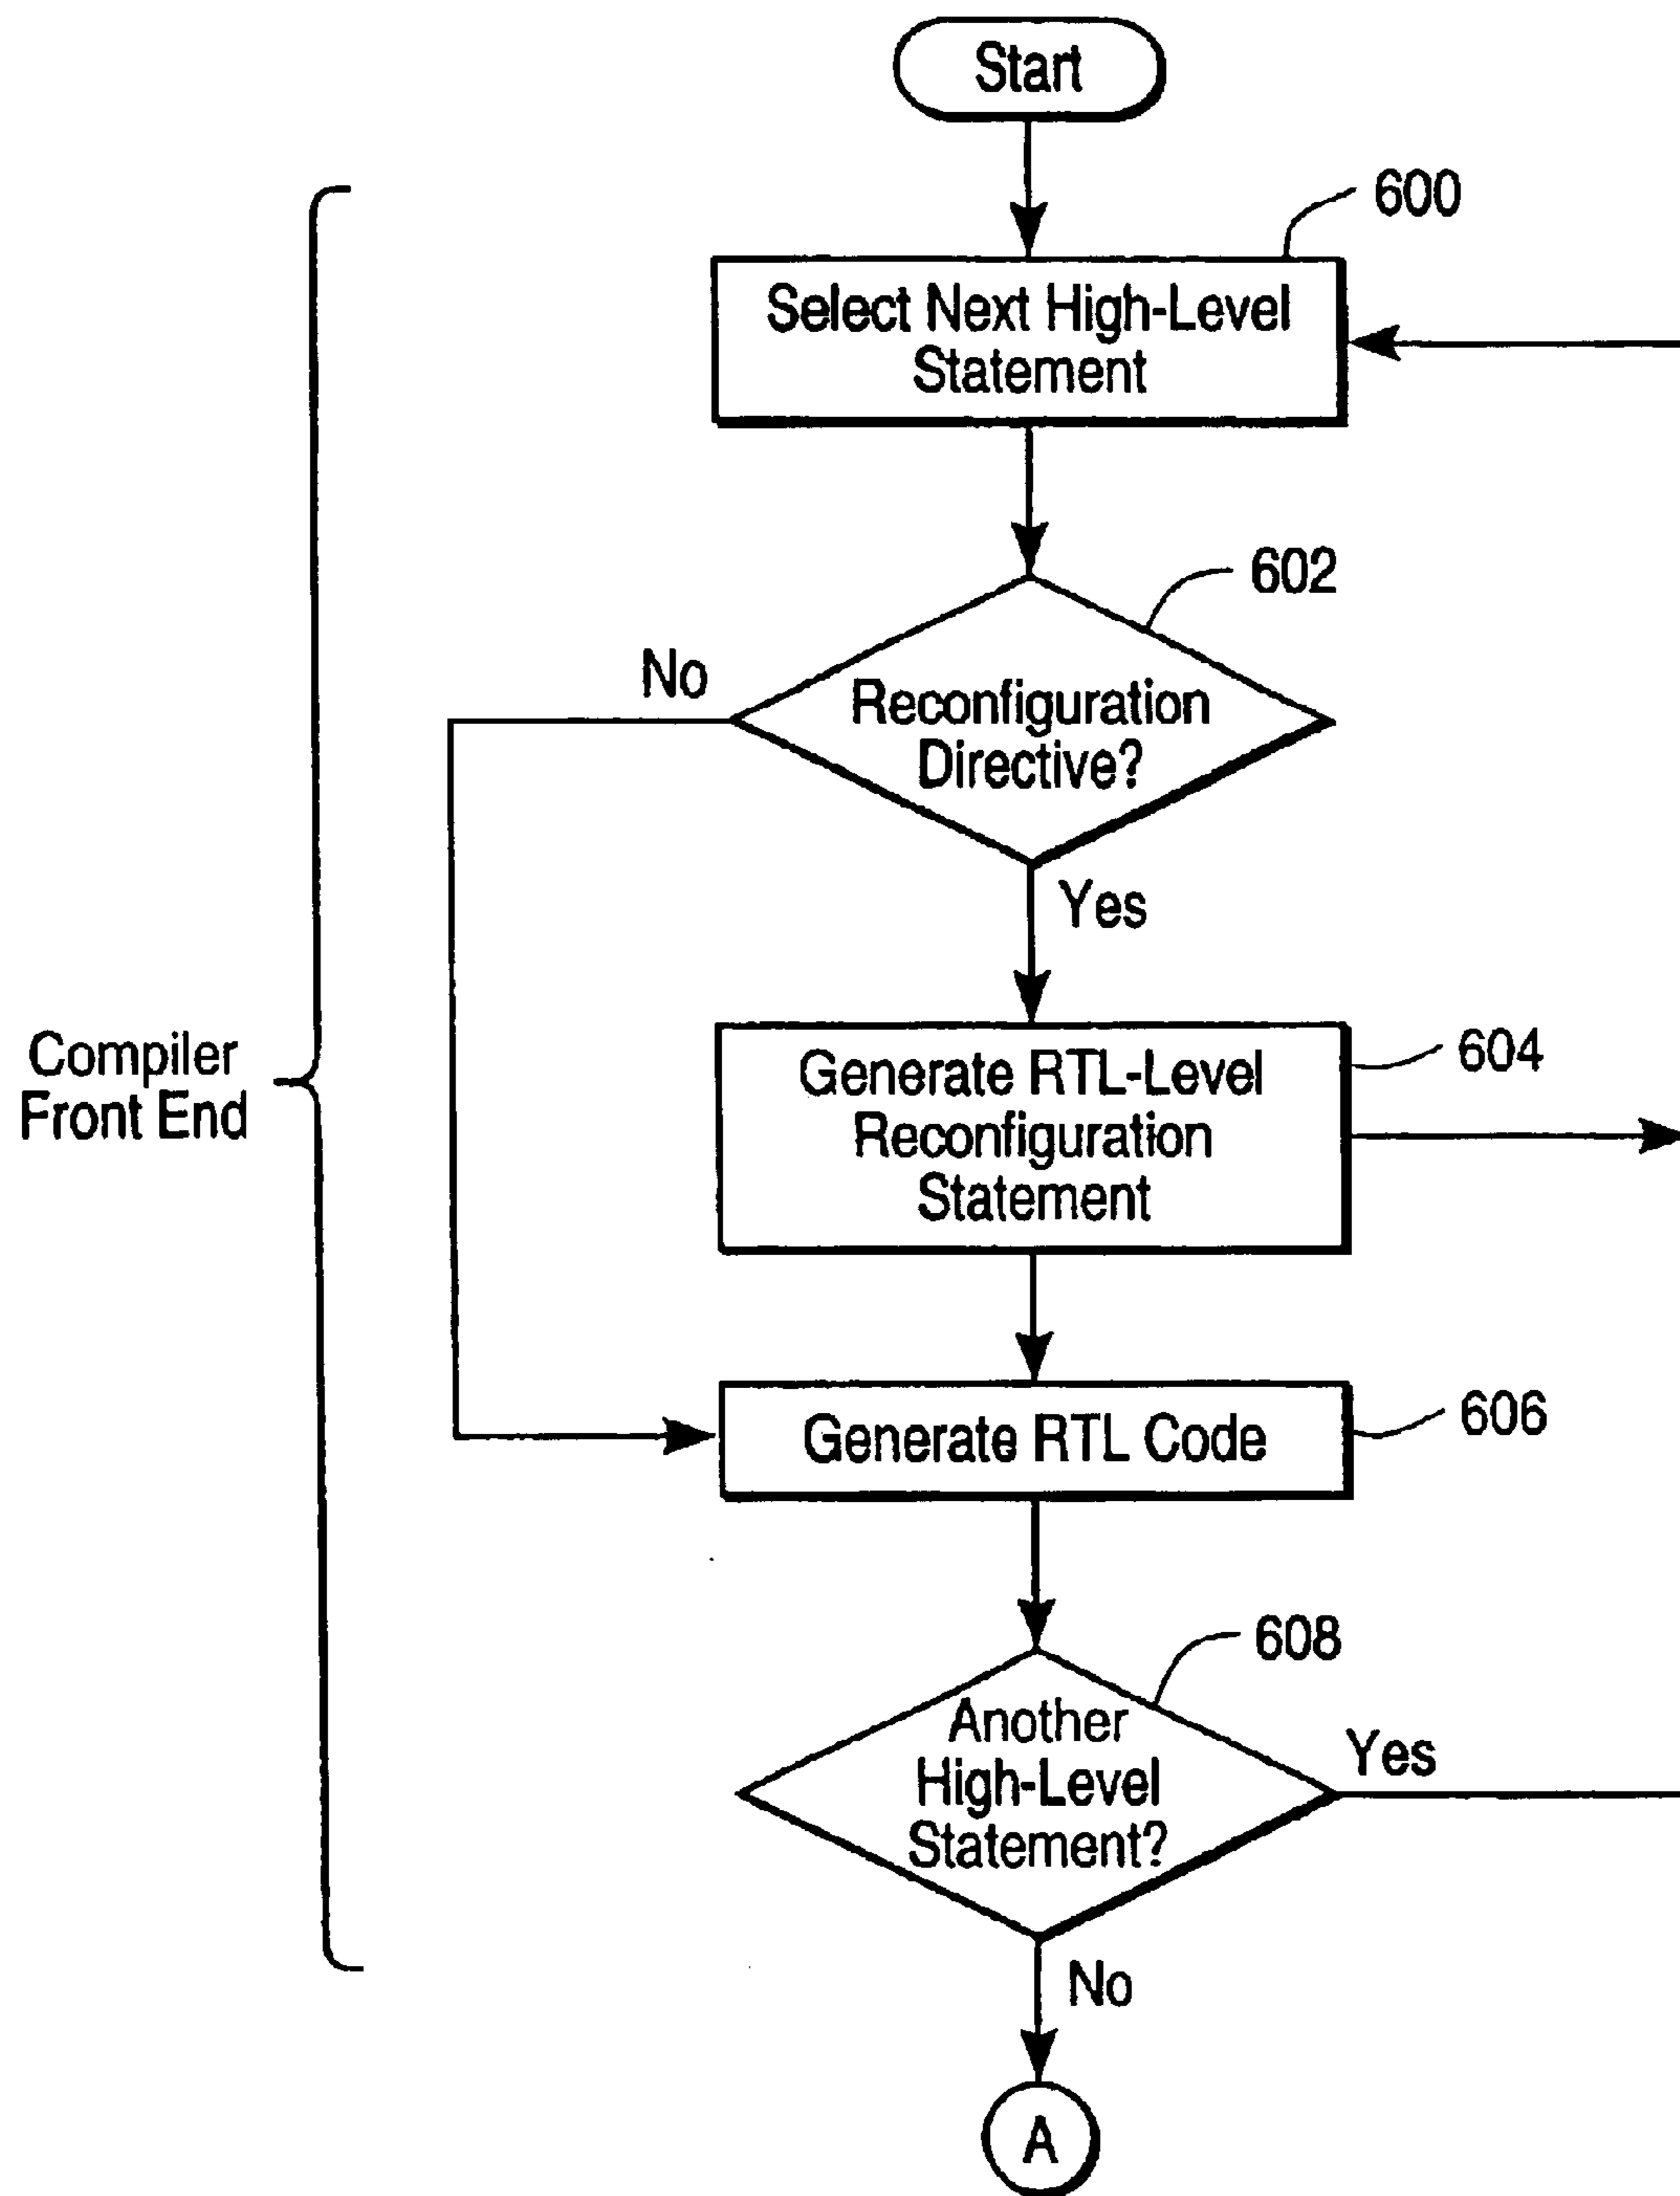 Start
600
Select Next High-Level
Statement
602
No
Reconfiguration
Directive?
Yes
Compiler
Front End
Generate RTL-Level
Reconfiguration
Statement
604
Generate RTL Code
606
608
Another
High-Level
Statement?
Yes
No
A